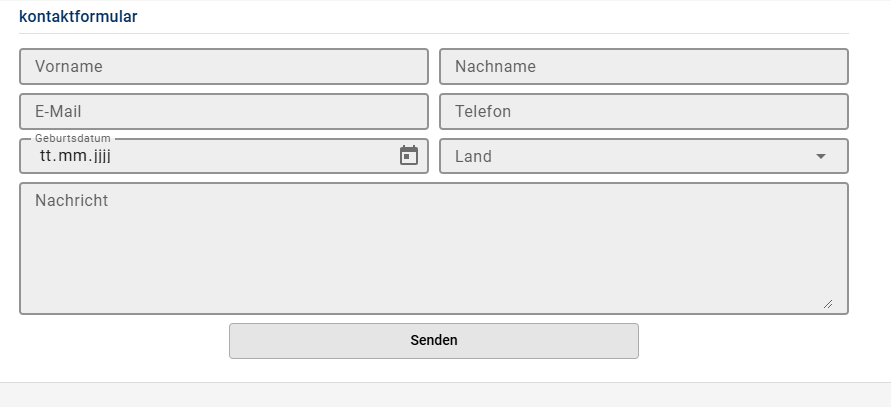 kontaktformular
Vorname
Nachname
E-Mail
Telefon
Geburtsdatum
tt.mm.jjjj
Land
Nachricht
Senden